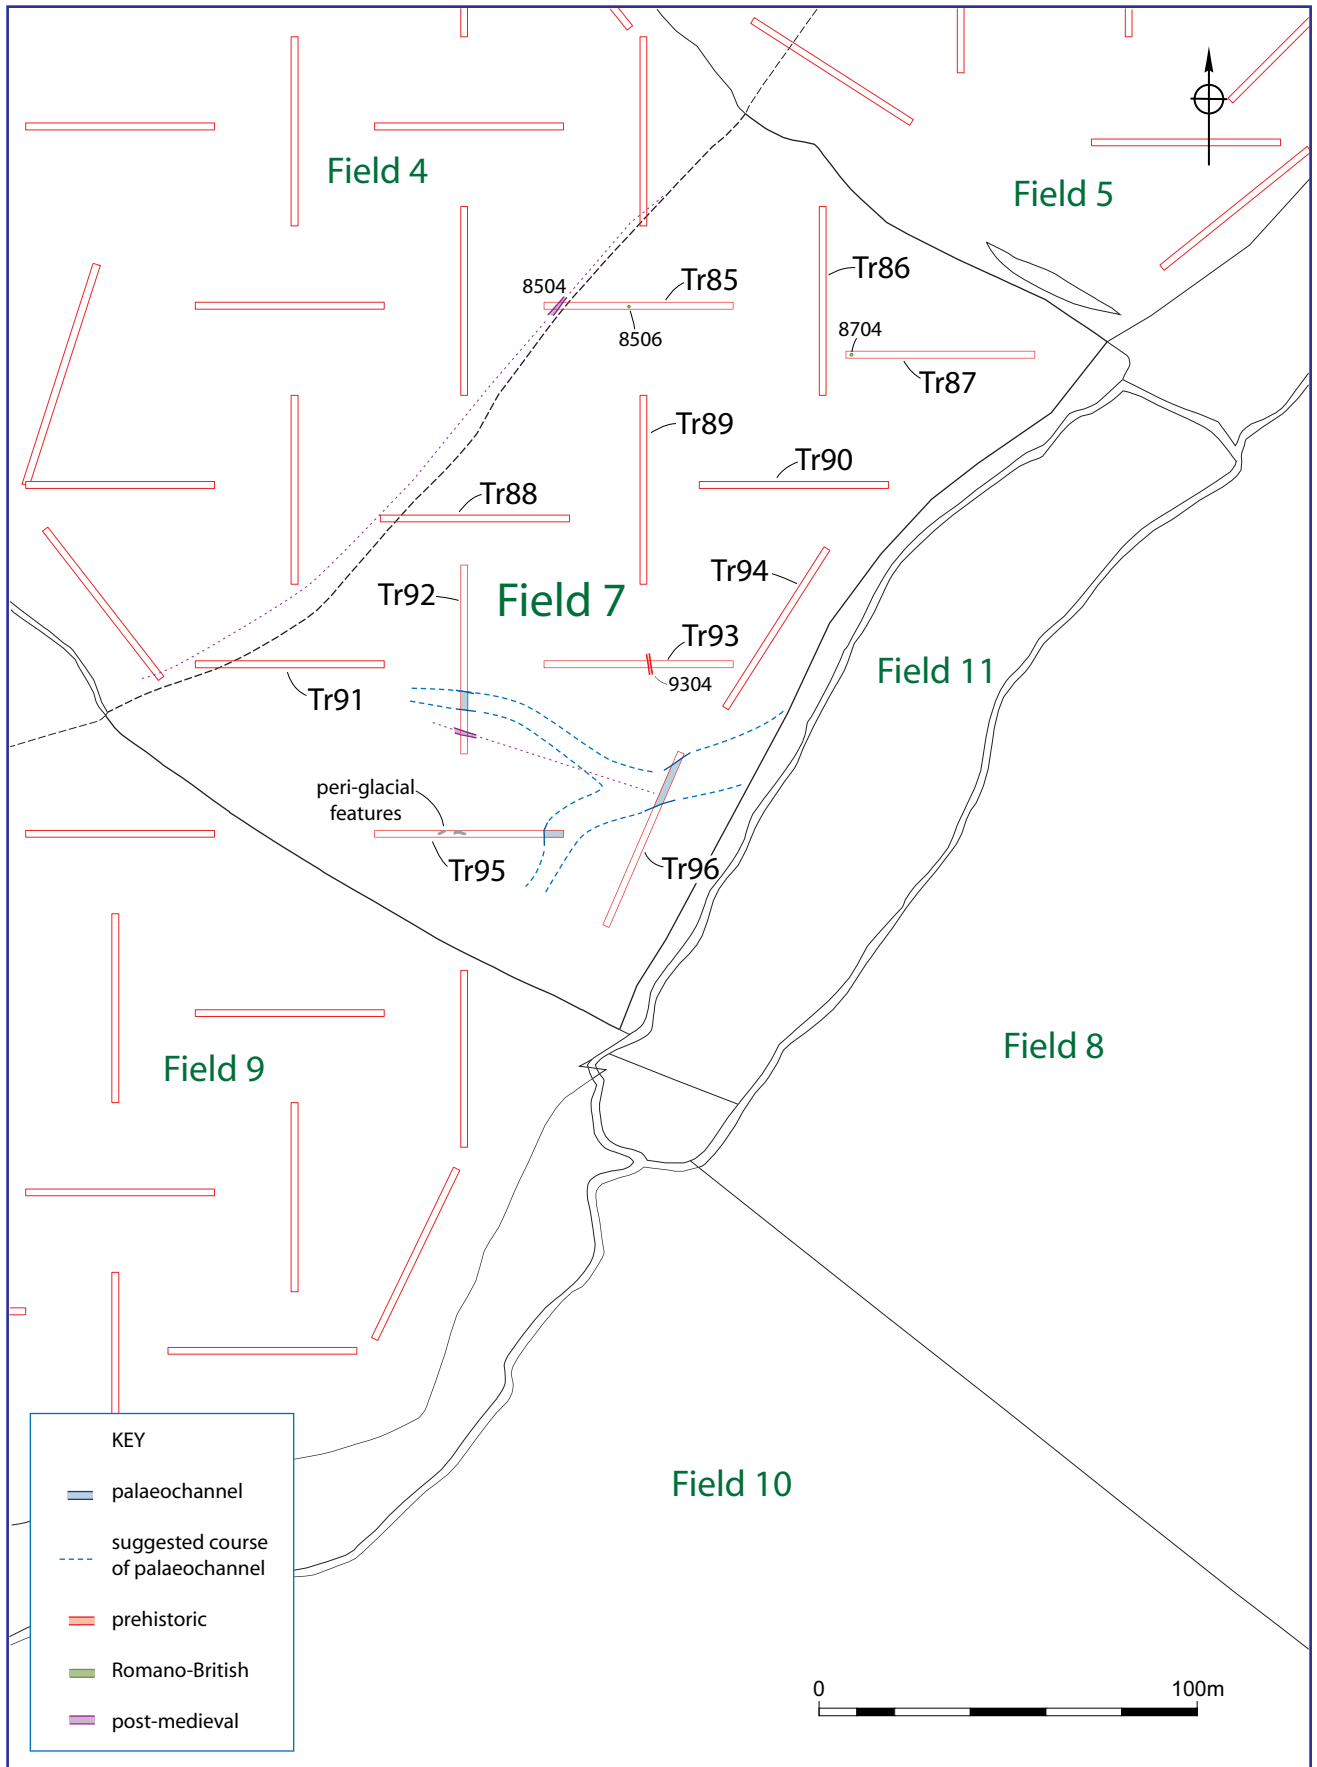 Field 4
Field 5
Tr86
Tr85
8504
8506
8704
Tr87
Tr89
Tr90
Tr88
Tr94
Tr92
Field 7
Tr93
9304
Field 11
Tr91
peri-glacial
features
Tr95
Tr96
Field 8
Field 9
Field 10
KEY
palaeochannel
suggested course
of palaeochannel
prehistoric
Romano-British
post-medieval
0
100m